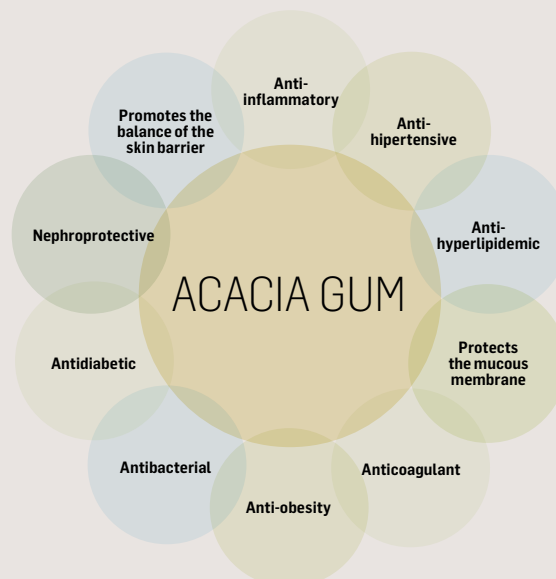 Anti-
inflammatory
Anti-
hipertensive
Anti-
hyperlipidemic
Protects
the mucous
membrane
Anticoagulant
Anti-obesity
Antibacterial
Antidiabetic
Nephroprotective
Promotes the
balance of the
skin barrier
ACACIA GUM